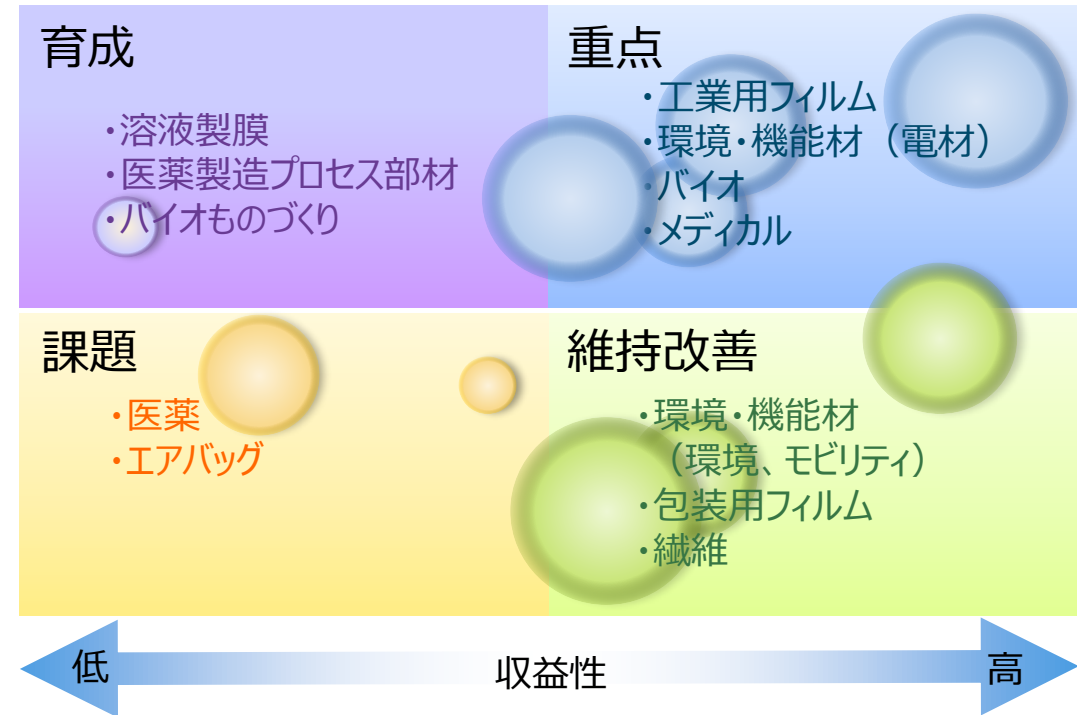 育成
・溶液製膜
・医薬製造プロセス部材
・バイオものづくり
重点
・工業用フィルム
・環境・機能材（電材）
・バイオ
・メディカル
課題
・医薬
・エアバッグ
維持改善
・環境・機能材
（環境、モビリティ）
・包装用フィルム
・繊維
低
収益性
高